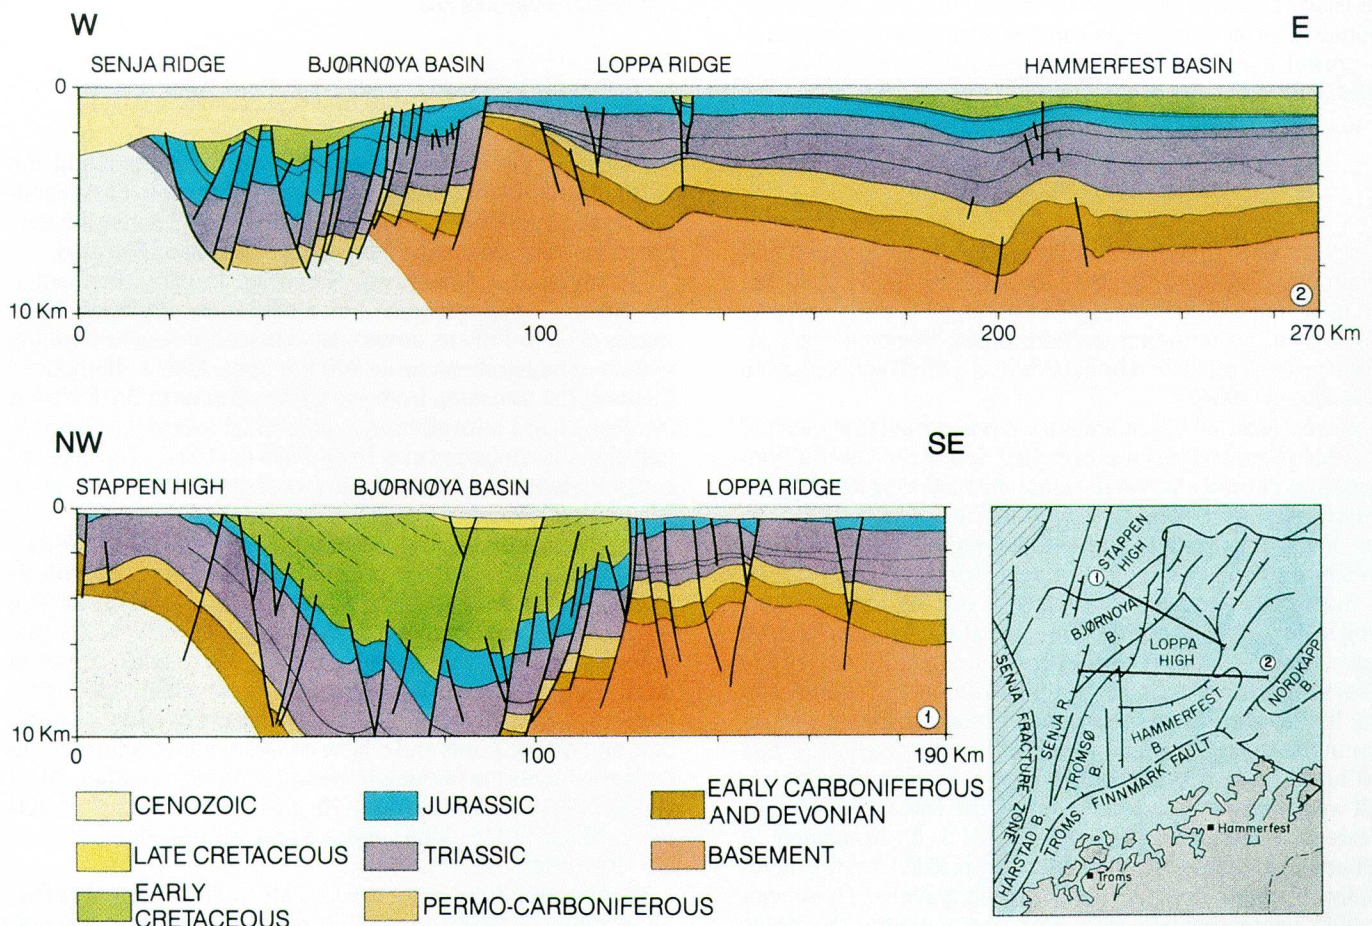 W E
SENJA RIDGE BJØRNØYA BASIN LOPPA RIDGE HAMMERFEST BASIN
0
10 Km
2
0 100 200 270 Km
NW SE
STAPPEN HIGH BJØRNØYA BASIN LOPPA RIDGE
0
10 Km
1
0 100 190 Km
CENOZOIC
LATE CRETACEOUS
EARLY
CRETACEOUS
JURASSIC
TRIASSIC
PERMO-CARBONIFEROUS
EARLY CARBONIFEROUS
AND DEVONIAN
BASEMENT
STAPPEN
HIGH
1
BJØRNØYA
B.
LOPPA
HIGH
2
NORDKAPP
B.
SENJA FRACTURE ZONE
SENJA R
TROMSØ
B.
HAMMERFEST
B.
TROMS FINNMARK FAULT
HARSTAD B.
Hammerfest
Troms